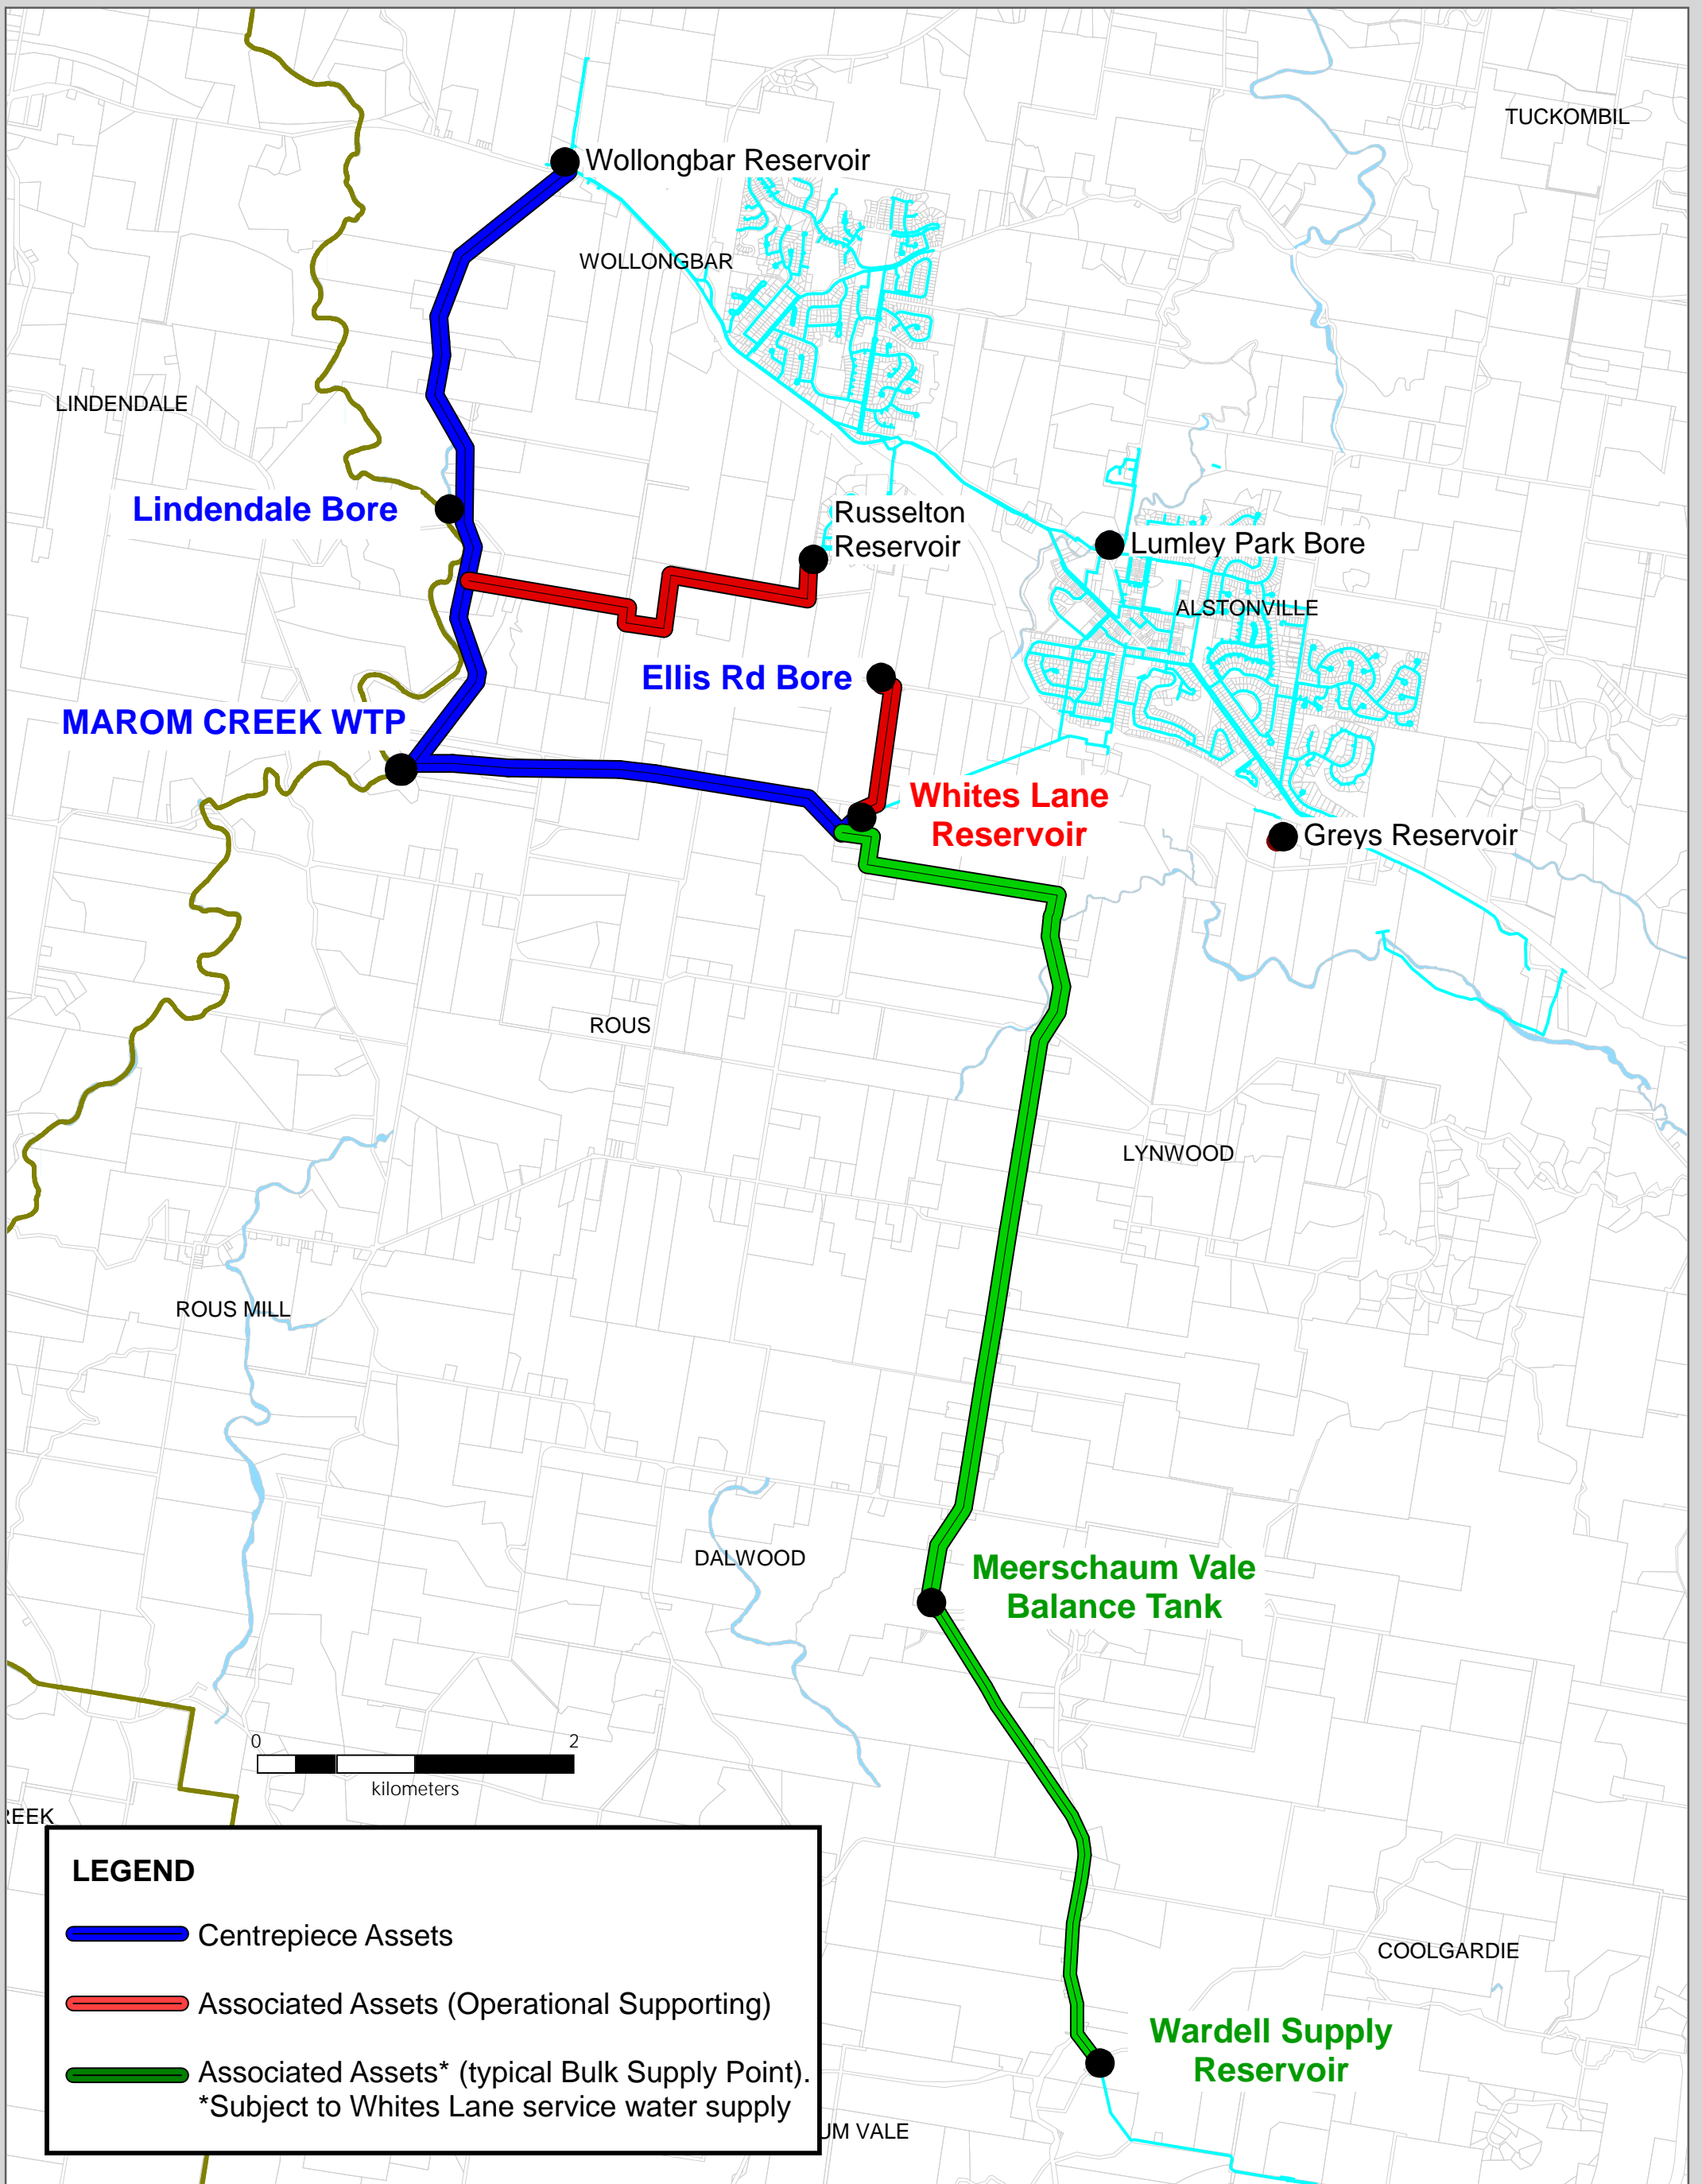 TUCKOMBIL
Wollongbar Reservoir
WOLLONGBAR
LINDENDALE
Lindendale Bore
Russelton
Reservoir
Lumley Park Bore
ALSTONVILLE
Ellis Rd Bore
MAROM CREEK WTP
Whites Lane
Reservoir
Greys Reservoir
ROUS
LYNWOOD
ROUS MILL
DALWOOD
Meerschaum Vale
Balance Tank
0 2
kilometers
REEK
LEGEND
Centrepiece Assets
Associated Assets (Operational Supporting)
Associated Assets* (typical Bulk Supply Point).
*Subject to Whites Lane service water supply
COOLGARDIE
Wardell Supply
Reservoir
UM VALE